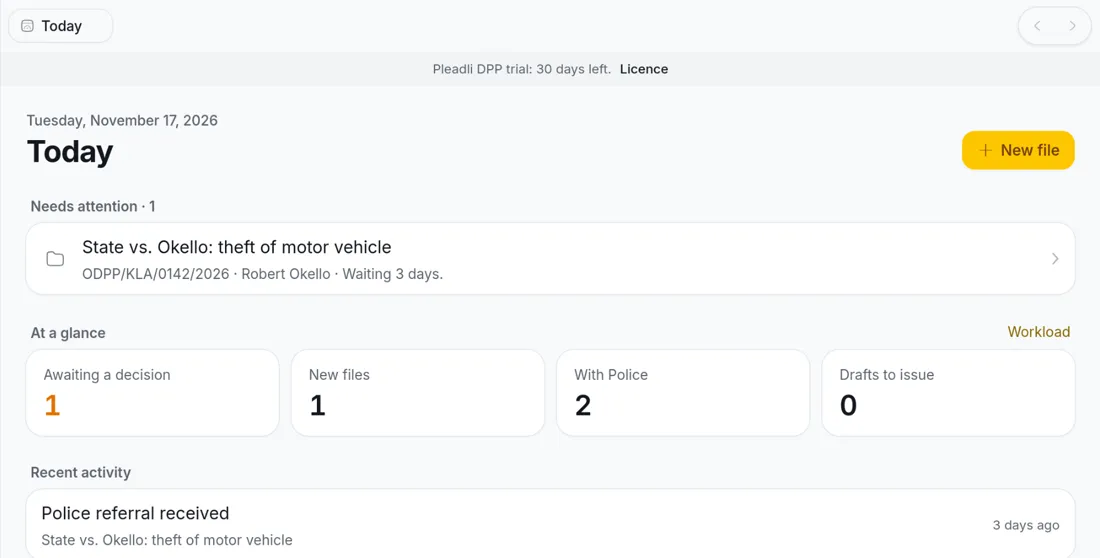 Today
Pleadli DPP trial: 30 days left. Licence
Tuesday, November 17, 2026
Today
+ New file
Needs attention · 1
State vs. Okello: theft of motor vehicle
ODPP/KLA/0142/2026 · Robert Okello · Waiting 3 days.
At a glance
Workload
Awaiting a decision
1
New files
1
With Police
2
Drafts to issue
0
Recent activity
Police referral received
3 days ago
State vs. Okello: theft of motor vehicle